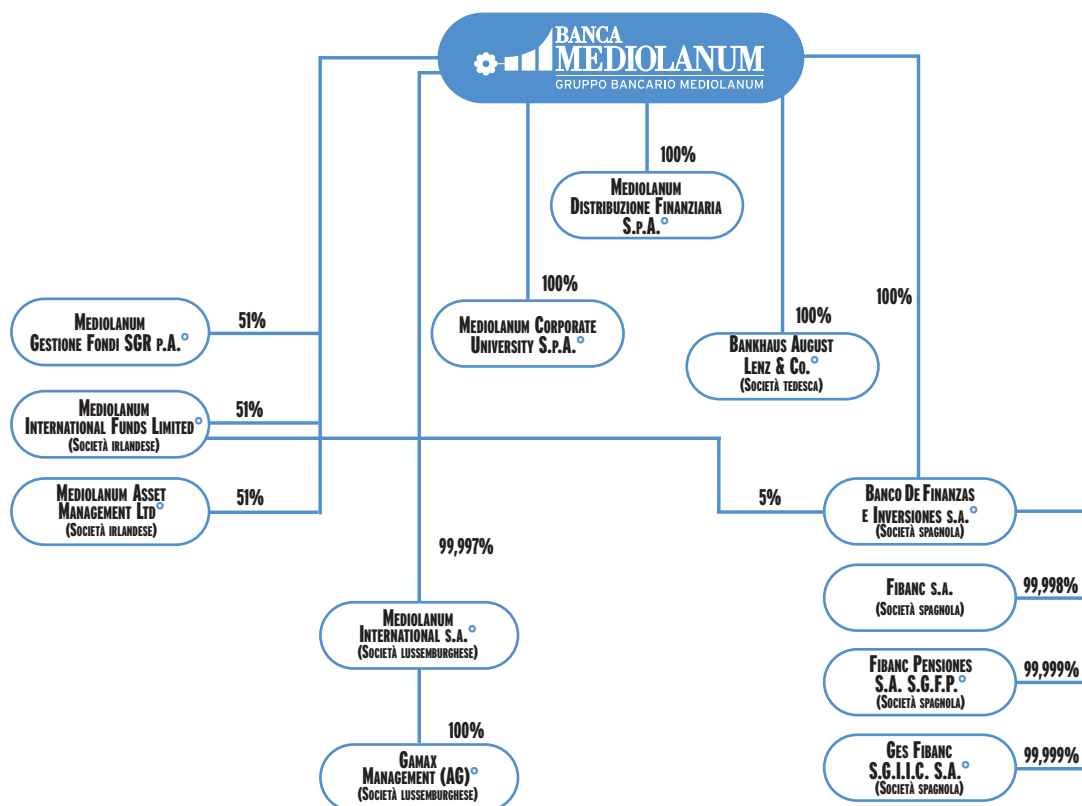 BANCA
MEDIOLANUM
GRUPPO BANCARIO MEDIOLANUM
100%
MEDIOLANUM
DISTRIBUZIONE FINANZIARIA
S.P.A.°
100%
MEDIOLANUM CORPORATE
UNIVERSITY S.P.A.°
100%
BANKHAUS AUGUST
LENZ & CO.°
(SOCIETÀ TEDESCA)
100%
MEDIOLANUM
GESTIONE FONDI SGR P.A.°
51%
MEDIOLANUM
INTERNATIONAL FUNDS LIMITED°
(SOCIETÀ IRLANDESE)
51%
MEDIOLANUM ASSET
MANAGEMENT LTD°
(SOCIETÀ IRLANDESE)
51%
5%
BANCO DE FINANZAS
E INVERSIONES S.A.°
(SOCIETÀ SPAGNOLA)
99,997%
MEDIOLANUM
INTERNATIONAL S.A.°
(SOCIETÀ LUSSEMBURGHESE)
100%
GAMAX
MANAGEMENT (AG)°
(SOCIETÀ LUSSEMBURGHESE)
FIBANC S.A.
(SOCIETÀ SPAGNOLA)
99,998%
FIBANC PENSIONES
S.A. S.G.F.P.°
(SOCIETÀ SPAGNOLA)
99,999%
GES FIBANC
S.G.I.I.C. S.A.°
(SOCIETÀ SPAGNOLA)
99,999%